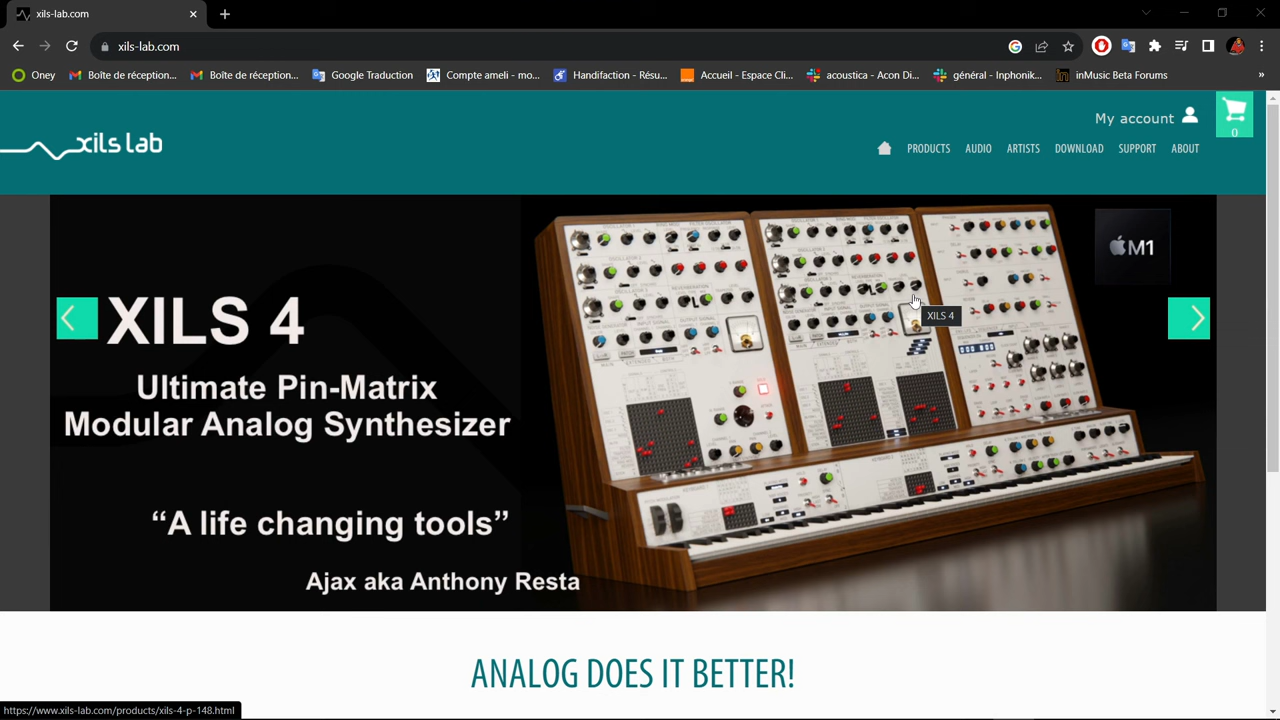 xils-lab.com
xils-lab.com
Oney
Boîte de réception...
Boîte de réception...
Google Traduction
Compte ameli - mo...
Handifaction - Résu...
Accueil - Espace Cli...
acoustica - Acon Di...
général - Inphonik...
inMusic Beta Forums
»
My account
0
xils lab
PRODUCTS
AUDIO
ARTISTS
DOWNLOAD
SUPPORT
ABOUT
M1
XILS 4
XILS 4
Ultimate Pin-Matrix
Modular Analog Synthesizer
“A life changing tools”
Ajax aka Anthony Resta
ANALOG DOES IT BETTER!
https://www.xils-lab.com/products/xils-4-p-148.html